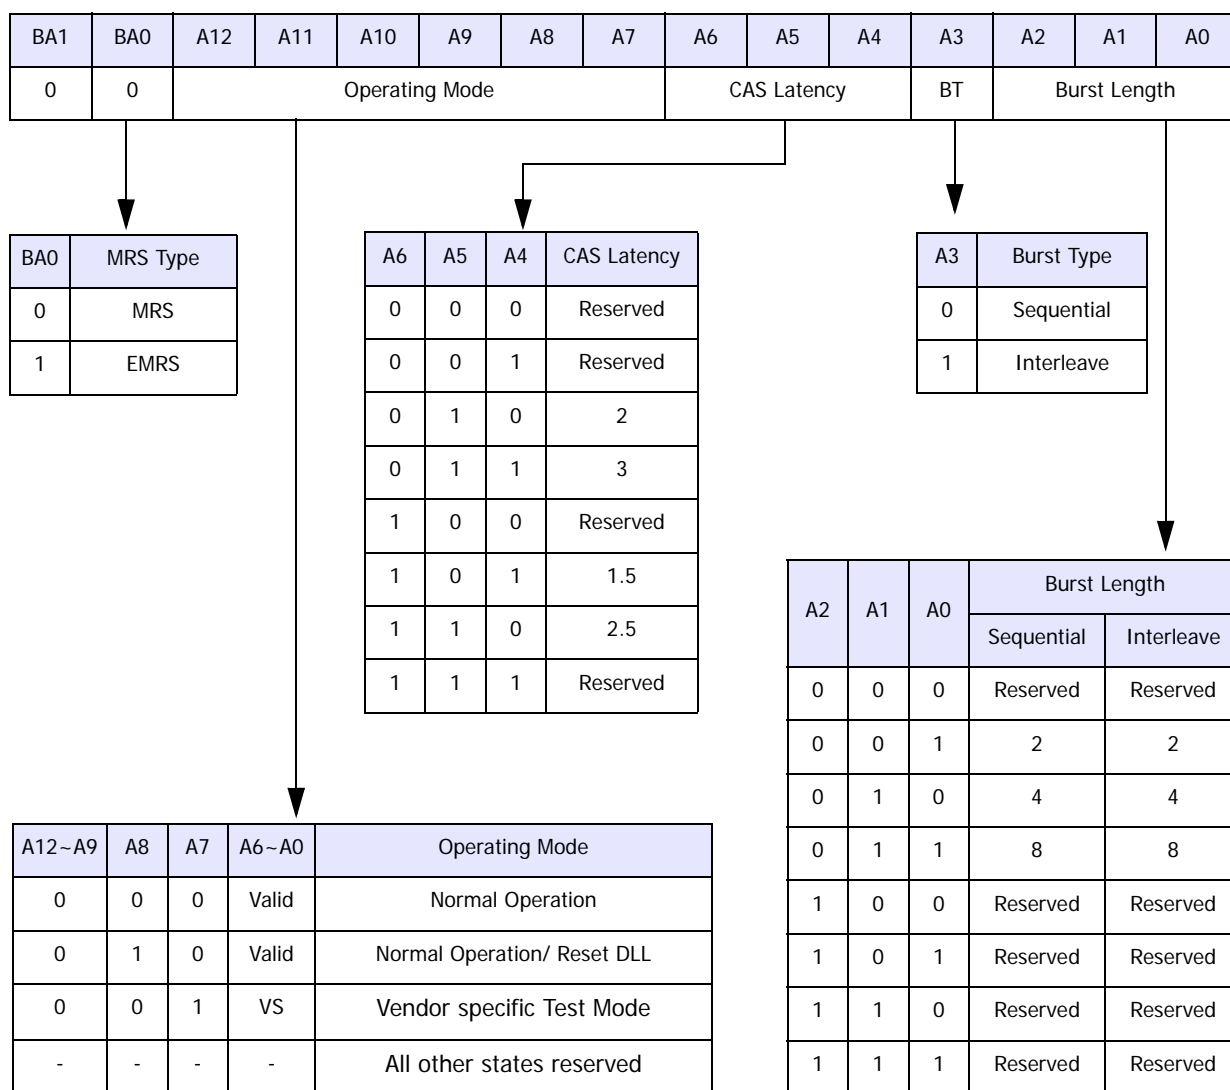 BA1 BA0 A12 A11 A10 A9 A8 A7 A6 A5 A4 A3 A2 A1 A0
0 0 Operating Mode CAS Latency BT Burst Length
BA0 MRS Type
0 MRS
1 EMRS
A6 A5 A4 CAS Latency
0 0 0 Reserved
0 0 1 Reserved
0 1 0 2
0 1 1 3
1 0 0 Reserved
1 0 1 1.5
1 1 0 2.5
1 1 1 Reserved
A3 Burst Type
0 Sequential
1 Interleave
A2 A1 A0 Burst Length
Sequential Interleave
0 0 0 Reserved Reserved
0 0 1 2 2
0 1 0 4 4
0 1 1 8 8
1 0 0 Reserved Reserved
1 0 1 Reserved Reserved
1 1 0 Reserved Reserved
1 1 1 Reserved Reserved
A12~A9 A8 A7 A6~A0 Operating Mode
0 0 0 Valid Normal Operation
0 1 0 Valid Normal Operation/ Reset DLL
0 0 1 VS Vendor specific Test Mode
- - - - All other states reserved